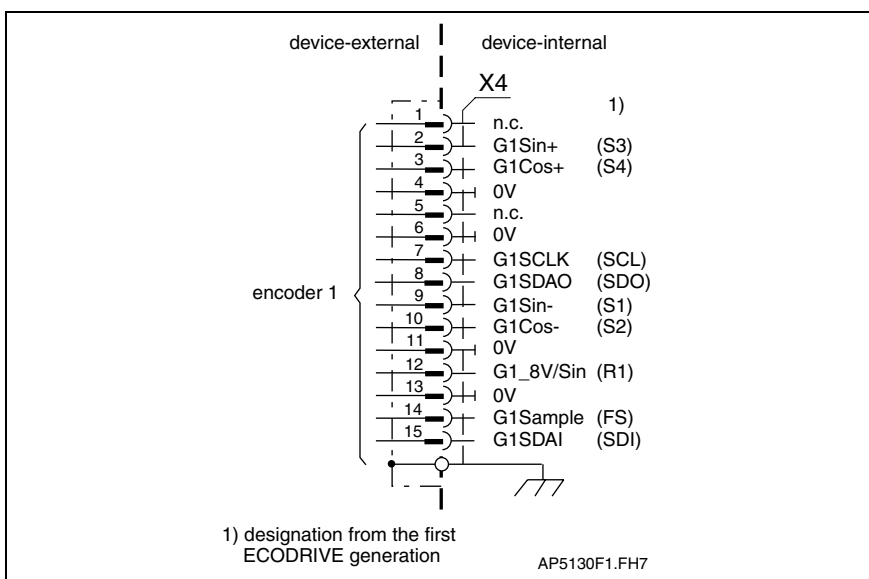 device-external device-internal
X4
1)
1 n.c.
2 G1Sin+ (S3)
3 G1Cos+ (S4)
4 0V
5 n.c.
6 0V
7 G1SCLK (SCL)
8 G1SDAO (SDO)
encoder 1
9 G1Sin- (S1)
10 G1Cos- (S2)
11 0V
12 G1_8V/Sin (R1)
13 0V
14 G1Sample (FS)
15 G1SDAI (SDI)
1) designation from the first
ECODRIVE generation
AP5130F1.FH7